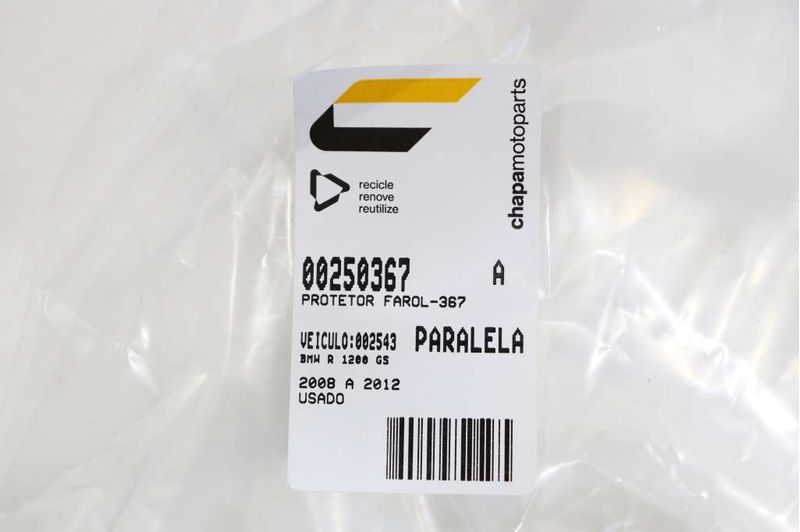 chapamotoparts
recicle
renove
reutilize
00250367 A
PROTETOR FAROL-367
VEICULO:002543 PARALELA
BMW R 1200 GS
2008 A 2012
USADO